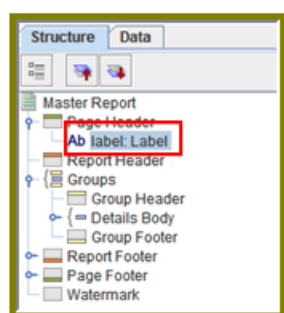 Structure Data
Master Report
Page Header
Ab label: Label
Report Header
Groups
Group Header
Details Body
Group Footer
Report Footer
Page Footer
Watermark